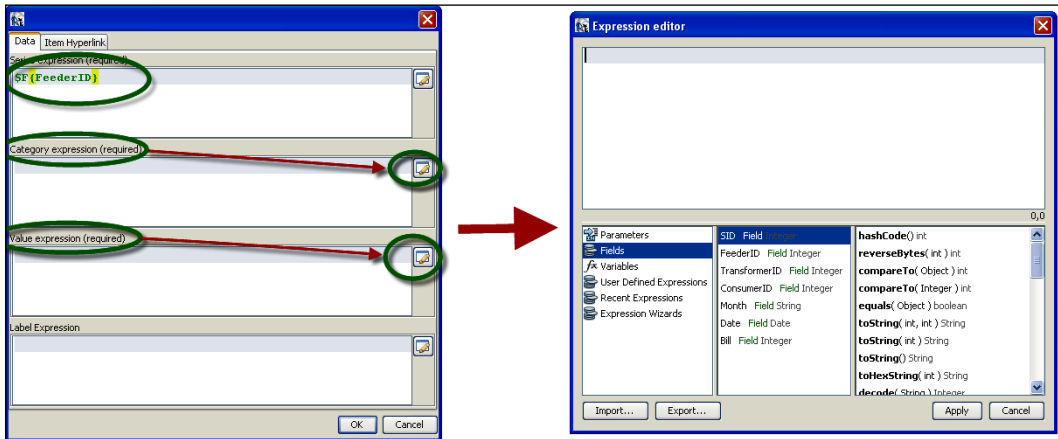 Data Item Hyperlink
Series expression (required)
$F{FeederID}
Category expression (required)
Value expression (required)
Label Expression
OK Cancel
Expression editor
0,0
Parameters
Fields
fx Variables
User Defined Expressions
Recent Expressions
Expression Wizards
SID Field Integer
FeederID Field Integer
TransformerID Field Integer
ConsumerID Field Integer
Month Field String
Date Field Date
Bill Field Integer
hashCode() int
reverseBytes( int ) int
compareTo( Object ) int
compareTo( Integer ) int
equals( Object ) boolean
toString( int, int ) String
toString( int ) String
toString() String
toHexString( int ) String
decode( String ) Integer
Import... Export... Apply Cancel